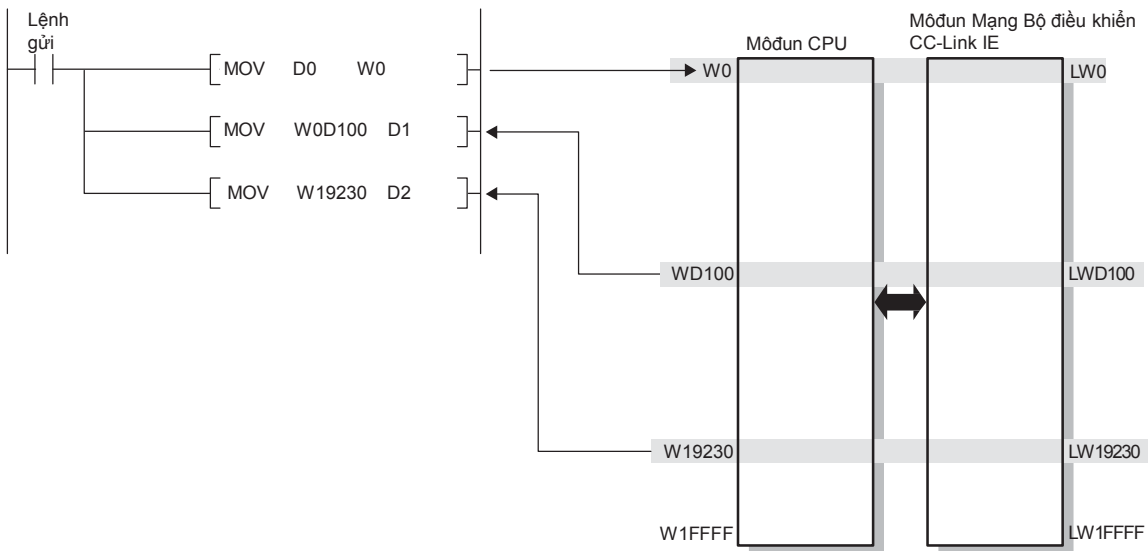 Lệnh
gửi
MOV D0 W0
MOV W0D100 D1
MOV W19230 D2
Môđun CPU
Môđun Mạng Bộ điều khiển
CC-Link IE
W0
LW0
WD100
LWD100
W19230
LW19230
W1FFFF
LW1FFFF